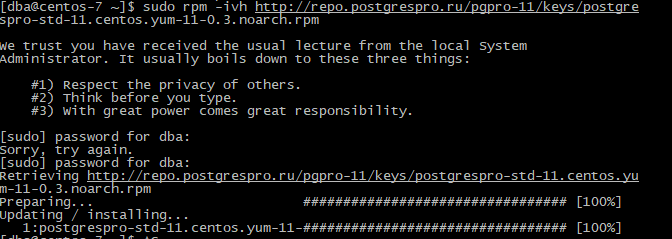 [dba@centos-7 ~]$ sudo rpm -ivh http://repo.postgrespro.ru/pgpro-11/keys/postgre
spro-std-11.centos.yum-11-0.3.noarch.rpm
We trust you have received the usual lecture from the local System
Administrator. It usually boils down to these three things:
#1) Respect the privacy of others.
#2) Think before you type.
#3) With great power comes great responsibility.
[sudo] password for dba:
Sorry, try again.
[sudo] password for dba:
Retrieving http://repo.postgrespro.ru/pgpro-11/keys/postgrespro-std-11.centos.yu
m-11-0.3.noarch.rpm
Preparing... ################################# [100%]
Updating / installing...
1:postgrespro-std-11.centos.yum-11-################################# [100%]
[dba@centos-7 ~]$ ^C